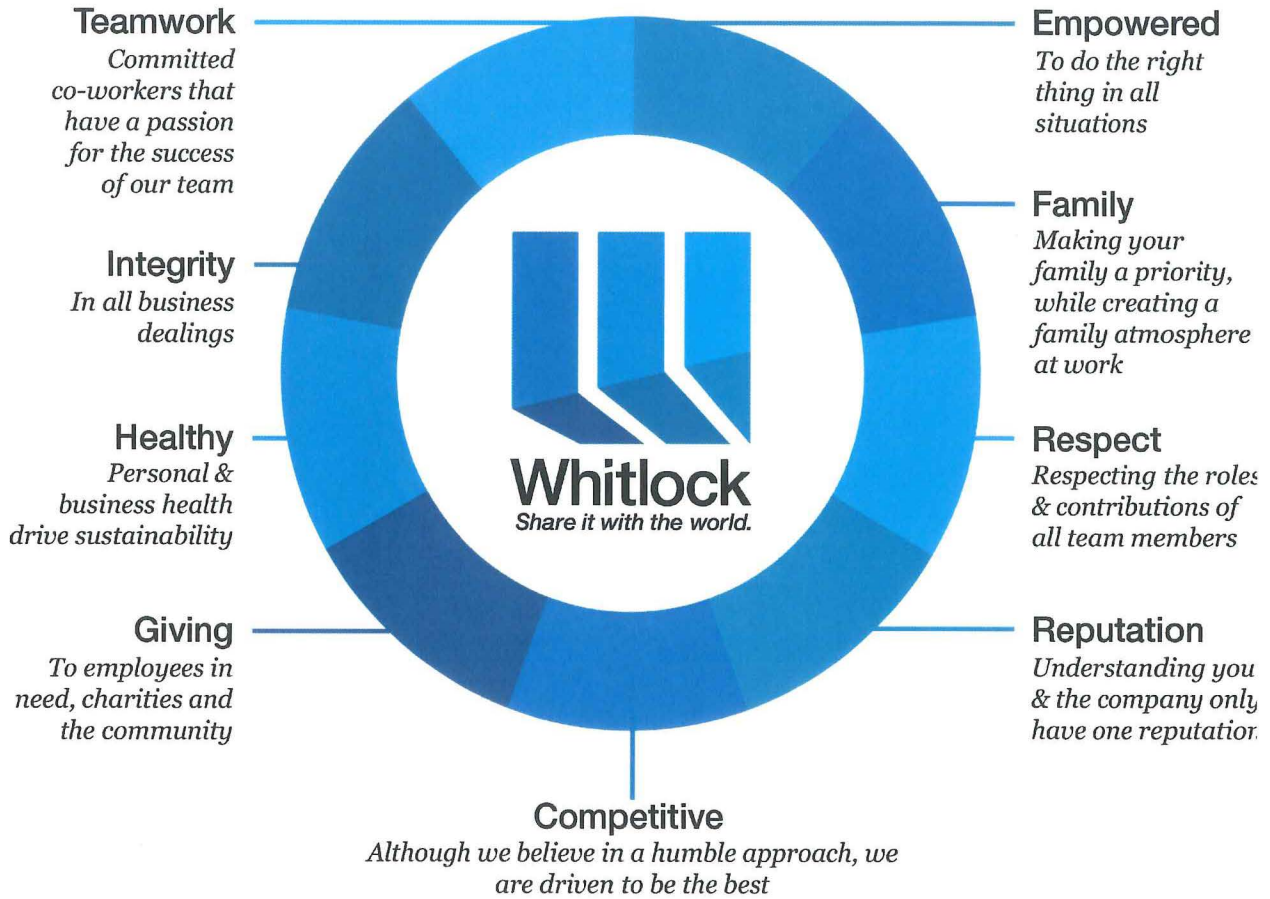 Teamwork
Committed
co-workers that
have a passion
for the success
of our team
Integrity
In all business
dealings
Healthy
Personal &
business health
drive sustainability
Giving
To employees in
need, charities and
the community
Empowered
To do the right
thing in all
situations
Family
Making your
family a priority,
while creating a
family atmosphere
at work
Respect
Respecting the roles
& contributions of
all team members
Reputation
Understanding you
& the company only
have one reputation
Whitlock
Share it with the world.
Competitive
Although we believe in a humble approach, we
are driven to be the best